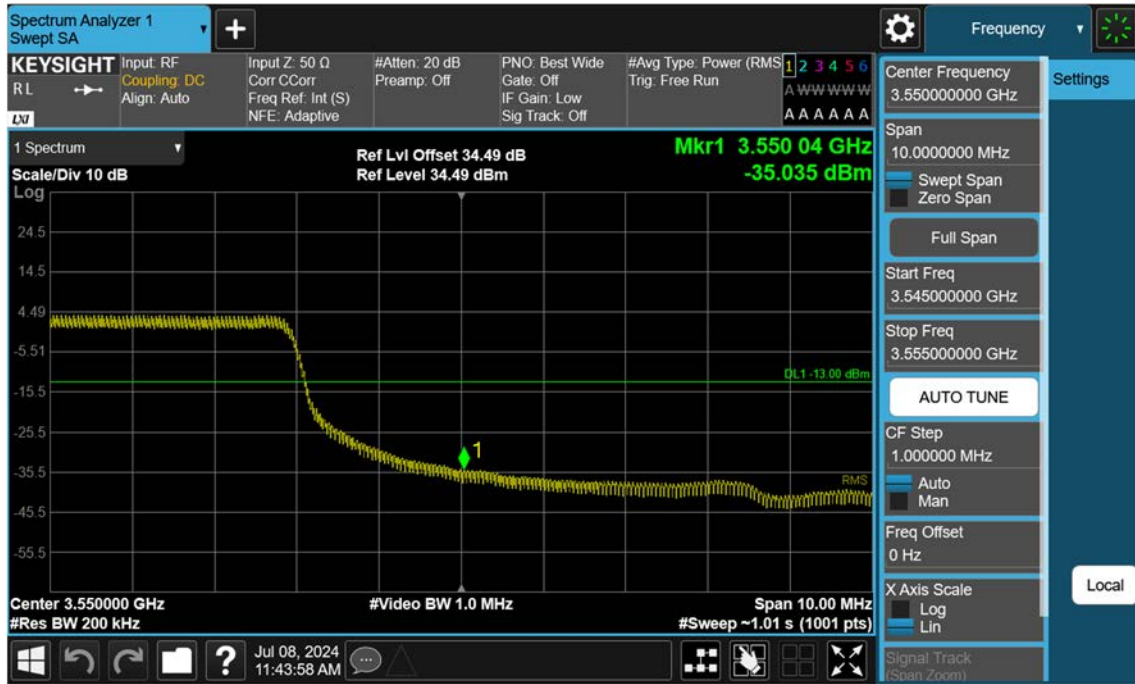 Spectrum Analyzer 1
Swept SA
+
Frequency
KEYSIGHT
R L
LXI
Input: RF
Coupling: DC
Align: Auto
Input Z: 50 Ω
Corr CCorr
Freq Ref: Int (S)
NFE: Adaptive
#Atten: 20 dB
Preamp: Off
PNO: Best Wide
Gate: Off
IF Gain: Low
Sig Track: Off
#Avg Type: Power (RMS
Trig: Free Run
1 2 3 4 5 6
A W W W W W
A A A A A A
1 Spectrum
Scale/Div 10 dB
Ref Lvl Offset 34.49 dB
Ref Level 34.49 dBm
Mkr1 3.550 04 GHz
-35.035 dBm
Log
24.5
14.5
4.49
-5.51
-15.5
-25.5
-35.5
-45.5
-55.5
DL1 -13.00 dBm
1
RMS
Center 3.550000 GHz
#Video BW 1.0 MHz
Span 10.00 MHz
#Res BW 200 kHz
#Sweep ~1.01 s (1001 pts)
?
Jul 08, 2024
11:43:58 AM
Center Frequency
3.550000000 GHz
Settings
Span
10.0000000 MHz
Swept Span
Zero Span
Full Span
Start Freq
3.545000000 GHz
Stop Freq
3.555000000 GHz
AUTO TUNE
CF Step
1.000000 MHz
Auto
Man
Freq Offset
0 Hz
X Axis Scale
Log
Lin
Local
Signal Track
(Span Zoom)